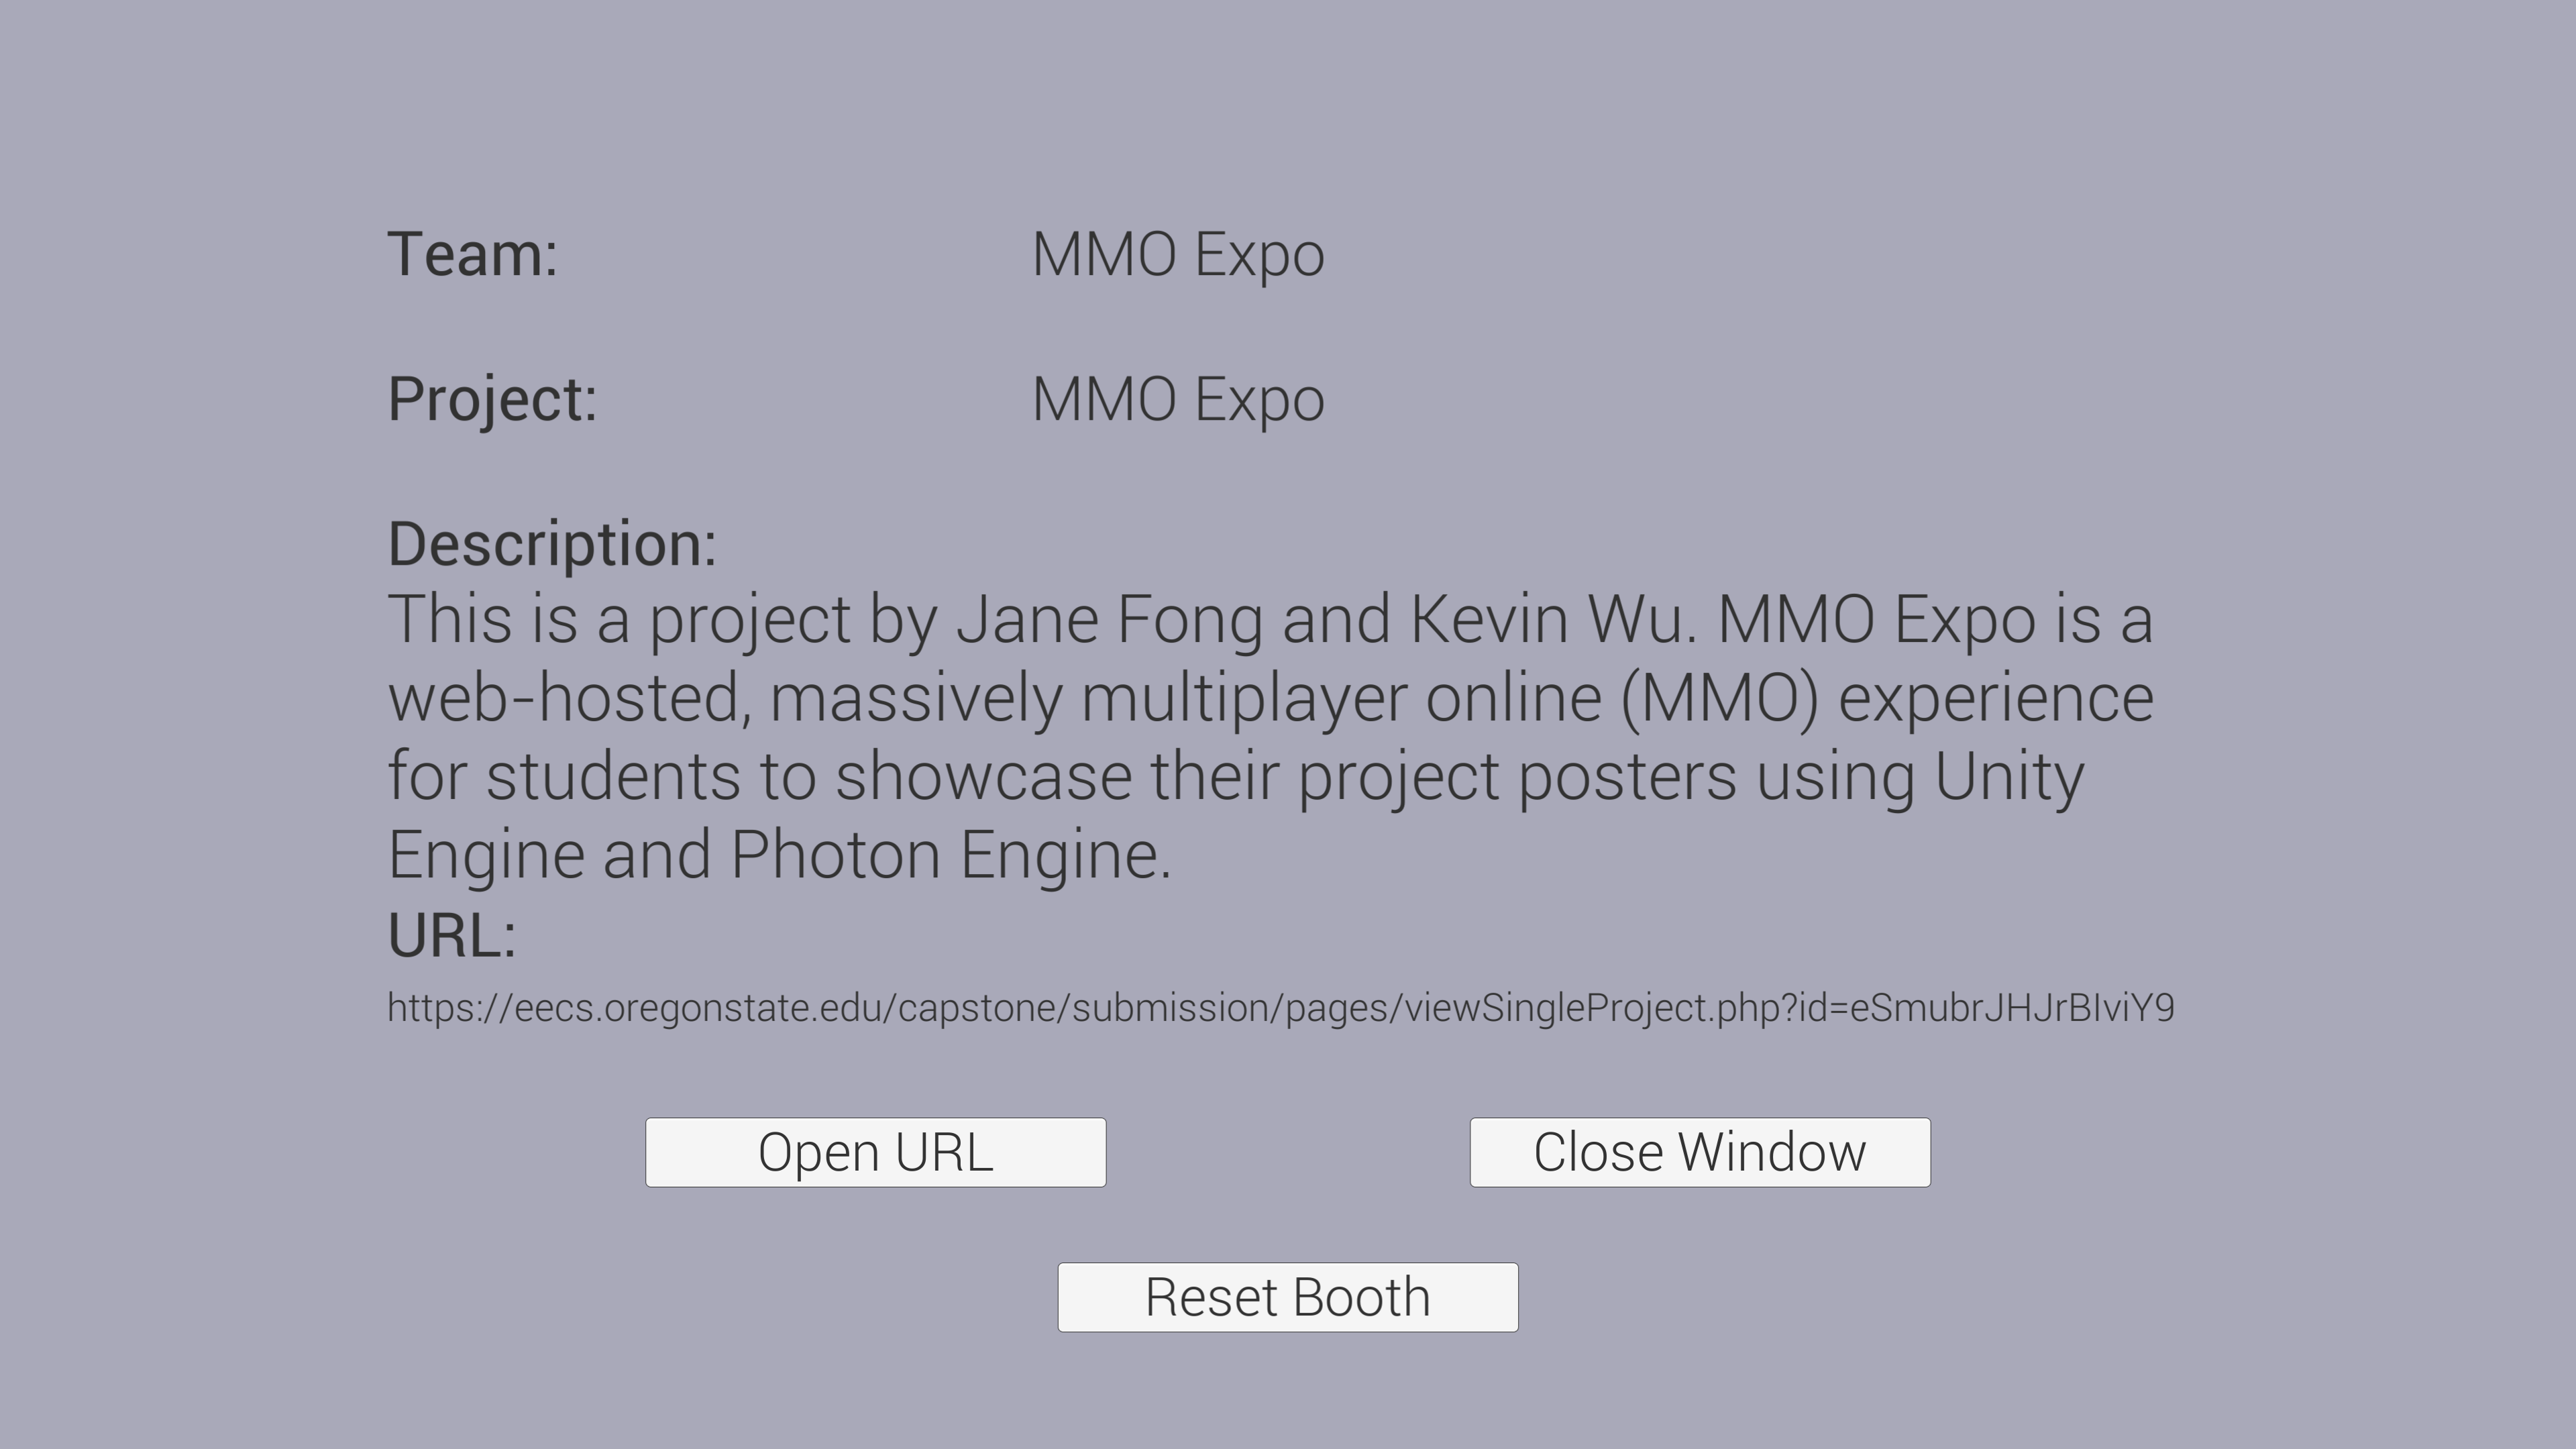 Team: MMO Expo
Project: MMO Expo
Description:
This is a project by Jane Fong and Kevin Wu. MMO Expo is a
web-hosted, massively multiplayer online (MMO) experience
for students to showcase their project posters using Unity
Engine and Photon Engine.
URL:
https://eecs.oregonstate.edu/capstone/submission/pages/viewSingleProject.php?id=eSmubrJHJrBIviY9
Open URL Close Window
Reset Booth